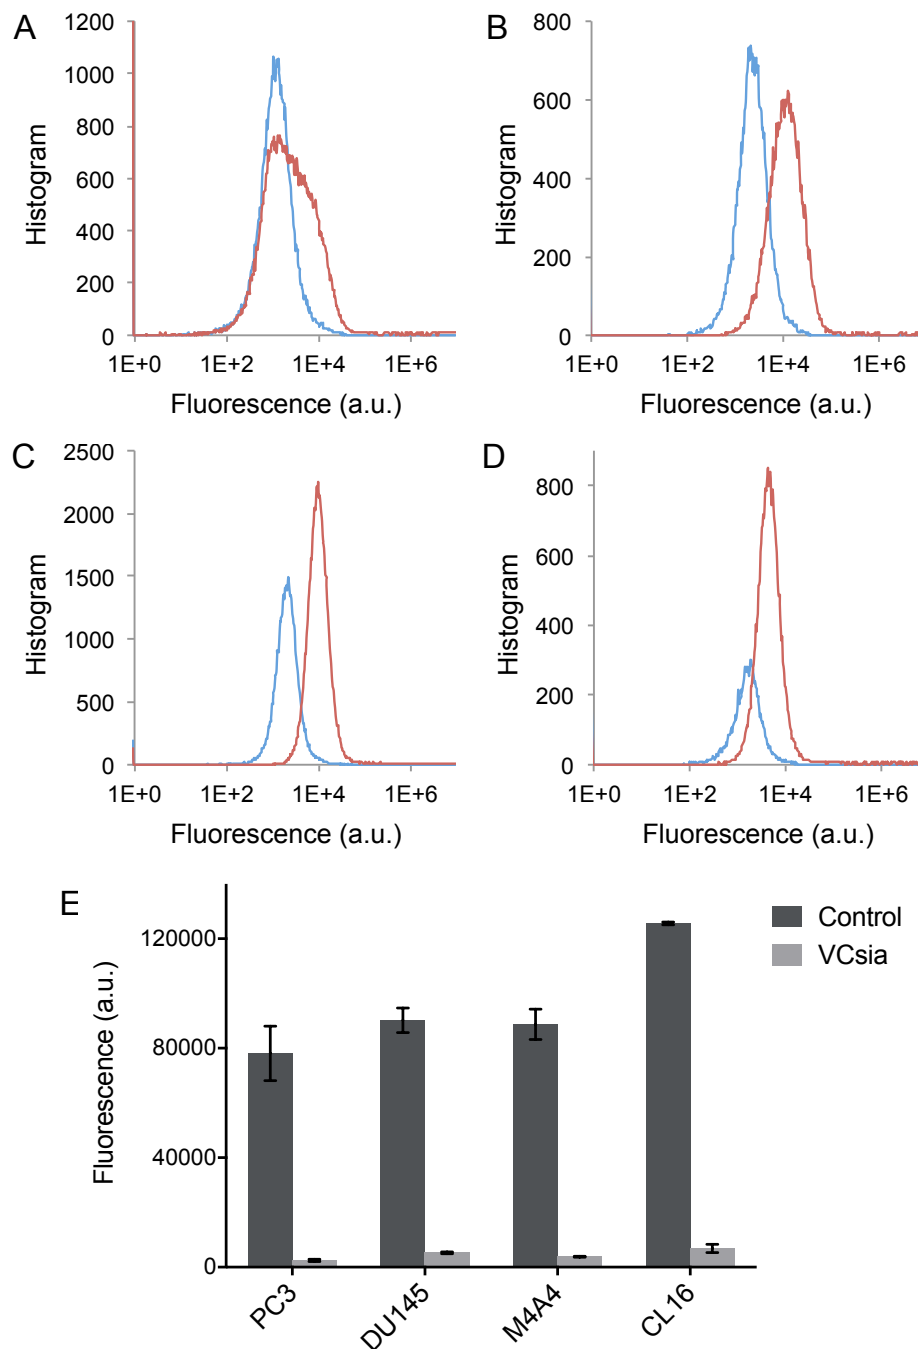 A
Histogram
1200
1000
800
600
400
200
0
1E+0 1E+2 1E+4 1E+6
Fluorescence (a.u.)
B
Histogram
800
600
400
200
0
1E+0 1E+2 1E+4 1E+6
Fluorescence (a.u.)
C
Histogram
2500
2000
1500
1000
500
0
1E+0 1E+2 1E+4 1E+6
Fluorescence (a.u.)
D
Histogram
800
600
400
200
0
1E+0 1E+2 1E+4 1E+6
Fluorescence (a.u.)
E
Fluorescence (a.u.)
120000
80000
40000
0
PC3 DU145 M4A4 CL16
Control
VCsia